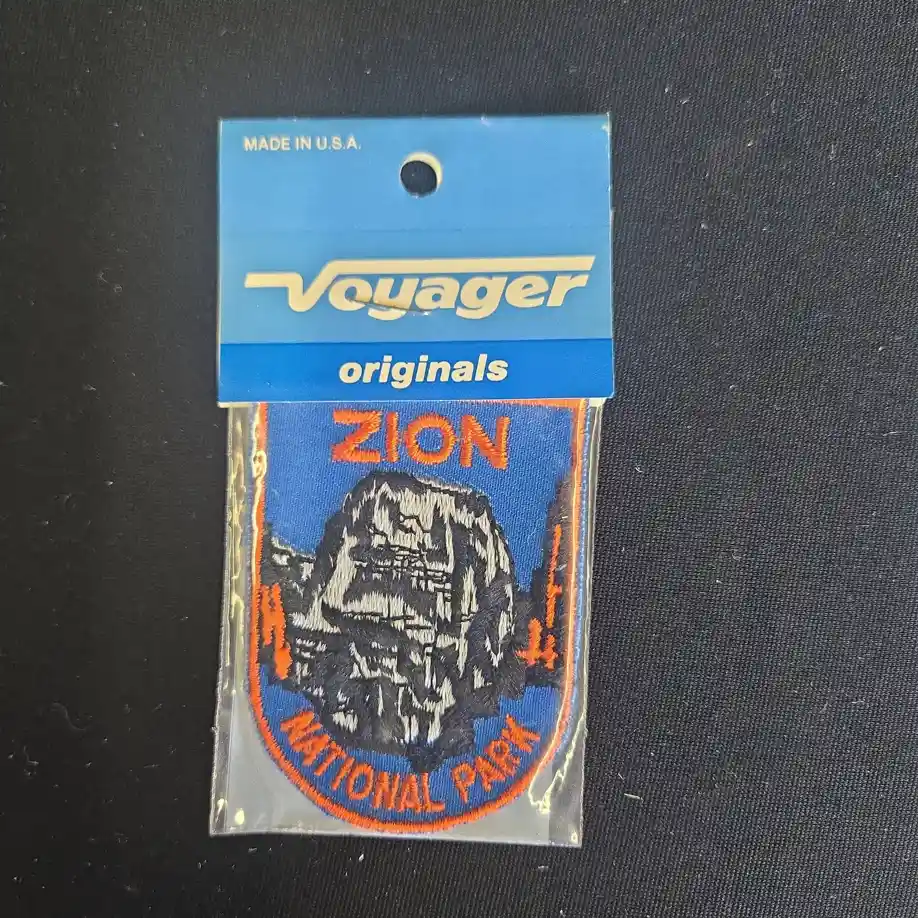 MADE IN U.S.A.
Voyager
originals
ZION
NATIONAL PARK